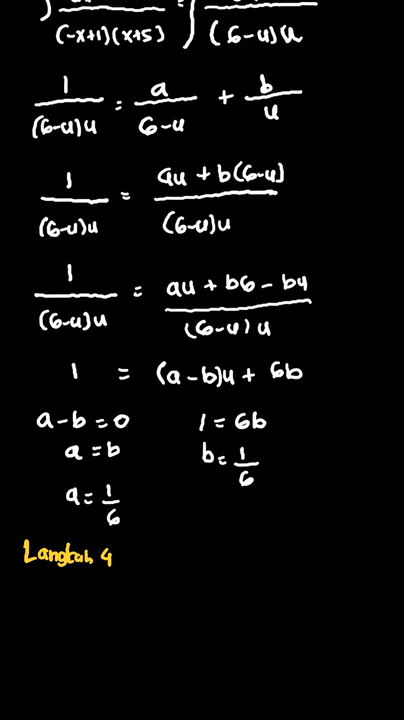 ∫ ... / (-x+1)(x+5) = ∫ ... / (6-u)u
1/(6-u)u = a/6-u + b/u
1/(6-u)u = au + b(6-u)/(6-u)u
1/(6-u)u = au + b6 - bu/(6-u)u
1 = (a-b)u + 6b
a-b=0 1=6b
a=b b=1/6
a=1/6
Langkah 4